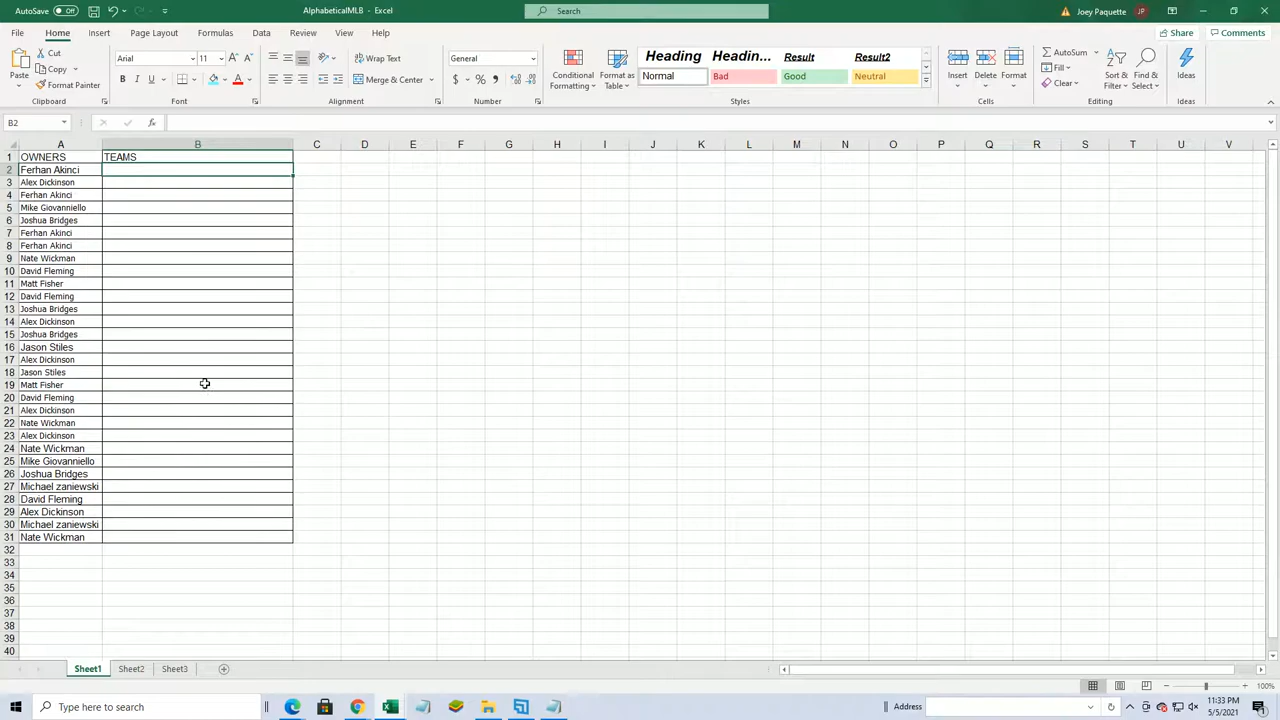 AutoSave Off
AlphabeticalMLB - Excel
Search
Joey Paquette JP
File Home Insert Page Layout Formulas Data Review View Help
Share Comments
Paste
Cut
Copy
Format Painter
Clipboard
Arial 11
B I U
Font
Wrap Text
Merge & Center
Alignment
General
$ % 9
Number
Conditional Formatting
Format as Table
Heading Headin... Result Result2
Normal Bad Good Neutral
Styles
Insert Delete Format
Cells
AutoSum
Fill
Clear
Sort & Filter
Find & Select
Editing
Ideas
Ideas
B2 fx
A B C D E F G H I J K L M N O P Q R S T U V
1 OWNERS TEAMS
2 Ferhan Akinci
3 Alex Dickinson
4 Ferhan Akinci
5 Mike Giovanniello
6 Joshua Bridges
7 Ferhan Akinci
8 Ferhan Akinci
9 Nate Wickman
10 David Fleming
11 Matt Fisher
12 David Fleming
13 Joshua Bridges
14 Alex Dickinson
15 Joshua Bridges
16 Jason Stiles
17 Alex Dickinson
18 Jason Stiles
19 Matt Fisher
20 David Fleming
21 Alex Dickinson
22 Nate Wickman
23 Alex Dickinson
24 Nate Wickman
25 Mike Giovanniello
26 Joshua Bridges
27 Michael zaniewski
28 David Fleming
29 Alex Dickinson
30 Michael zaniewski
31 Nate Wickman
32
33
34
35
36
37
38
39
40
Sheet1 Sheet2 Sheet3
100%
Type here to search
Address
11:33 PM
5/5/2021